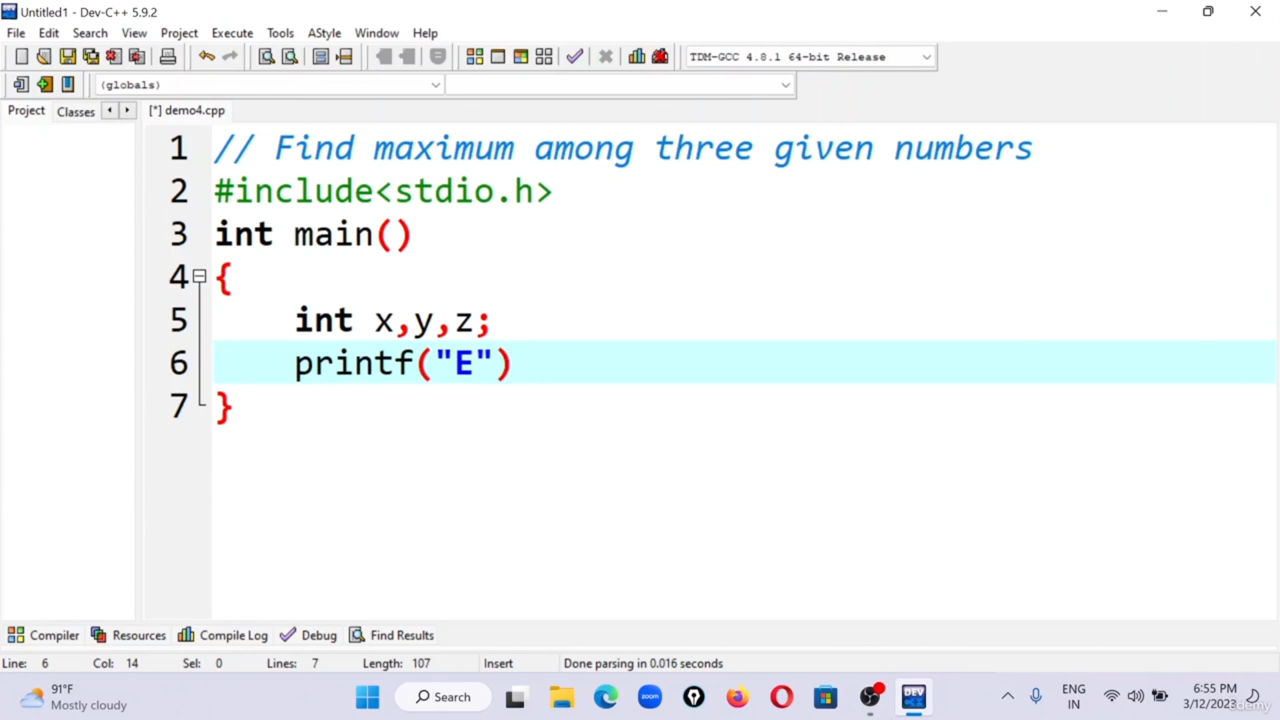 Untitled1 - Dev-C++ 5.9.2
File Edit Search View Project Execute Tools AStyle Window Help
TDM-GCC 4.8.1 64-bit Release
(globals)
Project Classes [*] demo4.cpp
1 // Find maximum among three given numbers
2 #include<stdio.h>
3 int main()
4 {
5 int x,y,z;
6 printf("E")
7 }
Compiler Resources Compile Log Debug Find Results
Line: 6 Col: 14 Sel: 0 Lines: 7 Length: 107 Insert Done parsing in 0.016 seconds
91°F
Mostly cloudy
Search
zoom
DEV
ENG
IN
6:55 PM
3/12/2023
Udemy